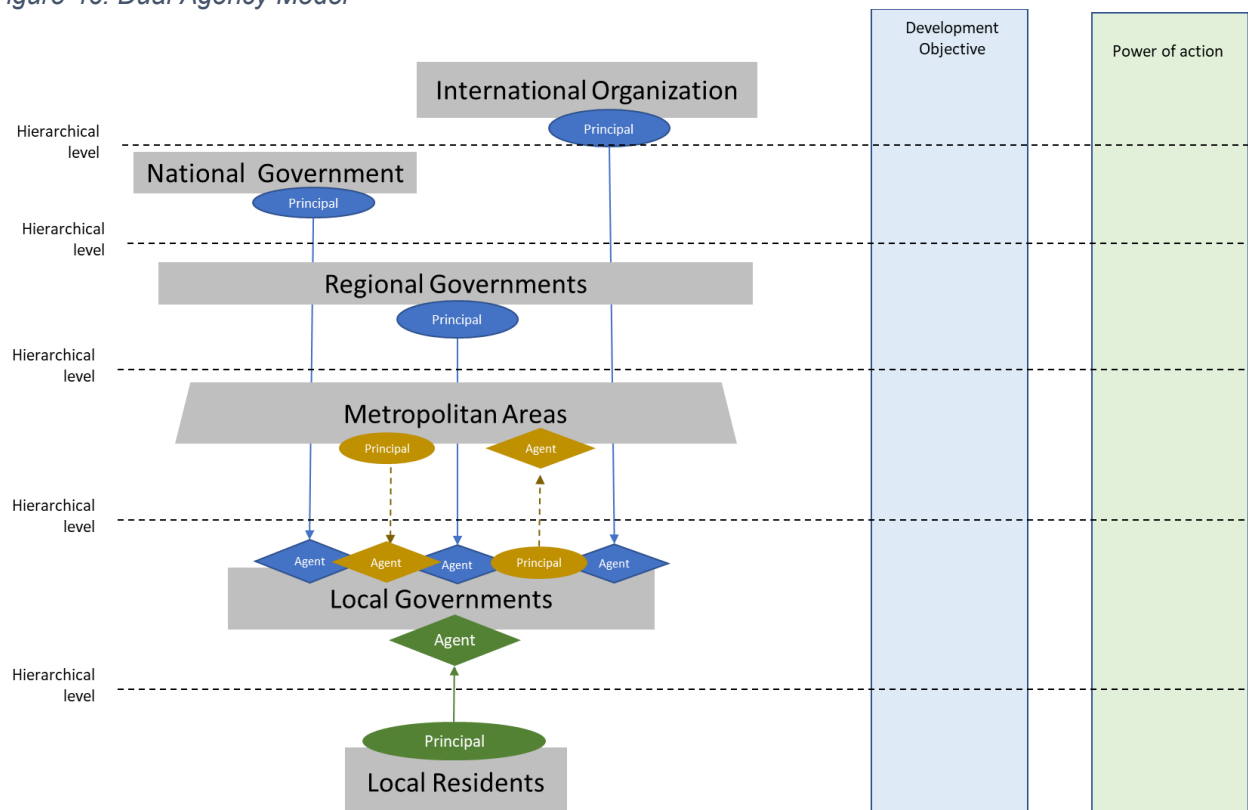 Dual Agency Model
Development
Objective
Power of action
International Organization
Principal
Hierarchical
level
National Government
Principal
Hierarchical
level
Regional Governments
Principal
Hierarchical
level
Metropolitan Areas
Principal
Agent
Hierarchical
level
Agent
Agent
Agent
Principal
Agent
Local Governments
Agent
Hierarchical
level
Principal
Local Residents